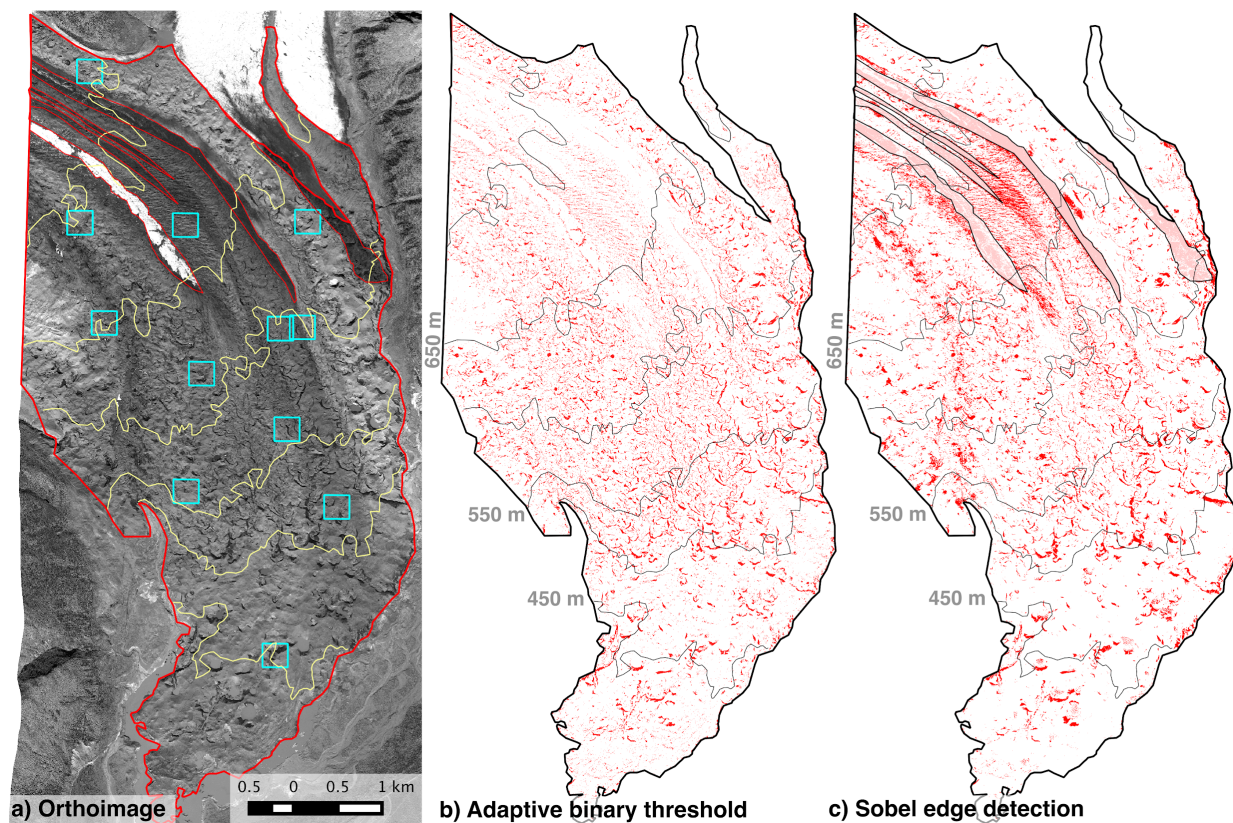 650 m
650 m
550 m
550 m
450 m
450 m
0.5 0 0.5 1 km
a) Orthoimage
b) Adaptive binary threshold
c) Sobel edge detection